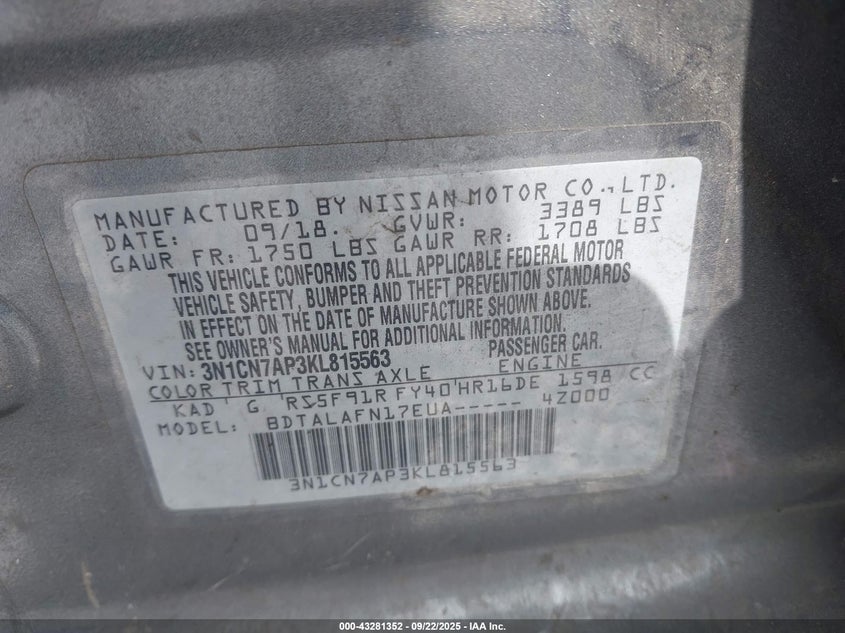 MANUFACTURED BY NISSAN MOTOR CO., LTD.
DATE: 09/18. GVWR: 3389 LBS
GAWR FR: 1750 LBS GAWR RR: 1708 LBS
THIS VEHICLE CONFORMS TO ALL APPLICABLE FEDERAL MOTOR
VEHICLE SAFETY, BUMPER AND THEFT PREVENTION STANDARDS
IN EFFECT ON THE DATE OF MANUFACTURE SHOWN ABOVE.
SEE OWNER'S MANUAL FOR ADDITIONAL INFORMATION.
VIN: 3N1CN7AP3KL815563 PASSENGER CAR.
COLOR TRIM TRANS AXLE ENGINE
KAD ' G ' RS5F91R FY40'HR16DE 1598 CC
MODEL: BDTALAFN17EUA----- 4Z000
3N1CN7AP3KL815563
000-43281352 - 09/22/2025 - IAA Inc.